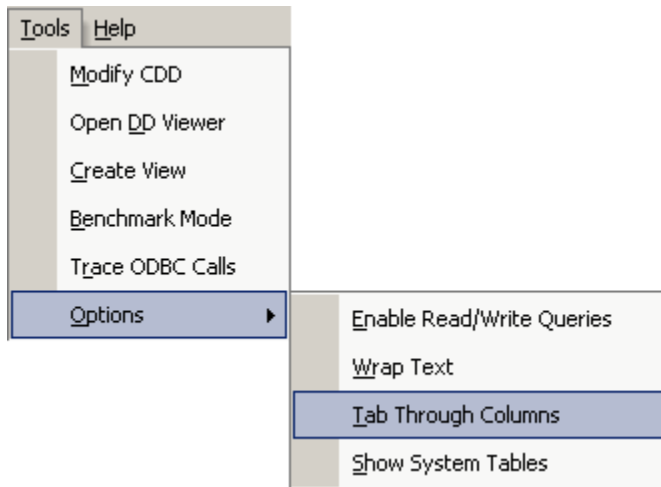 Tools Help
Modify CDD
Open DD Viewer
Create View
Benchmark Mode
Trace ODBC Calls
Options
Enable Read/Write Queries
Wrap Text
Tab Through Columns
Show System Tables